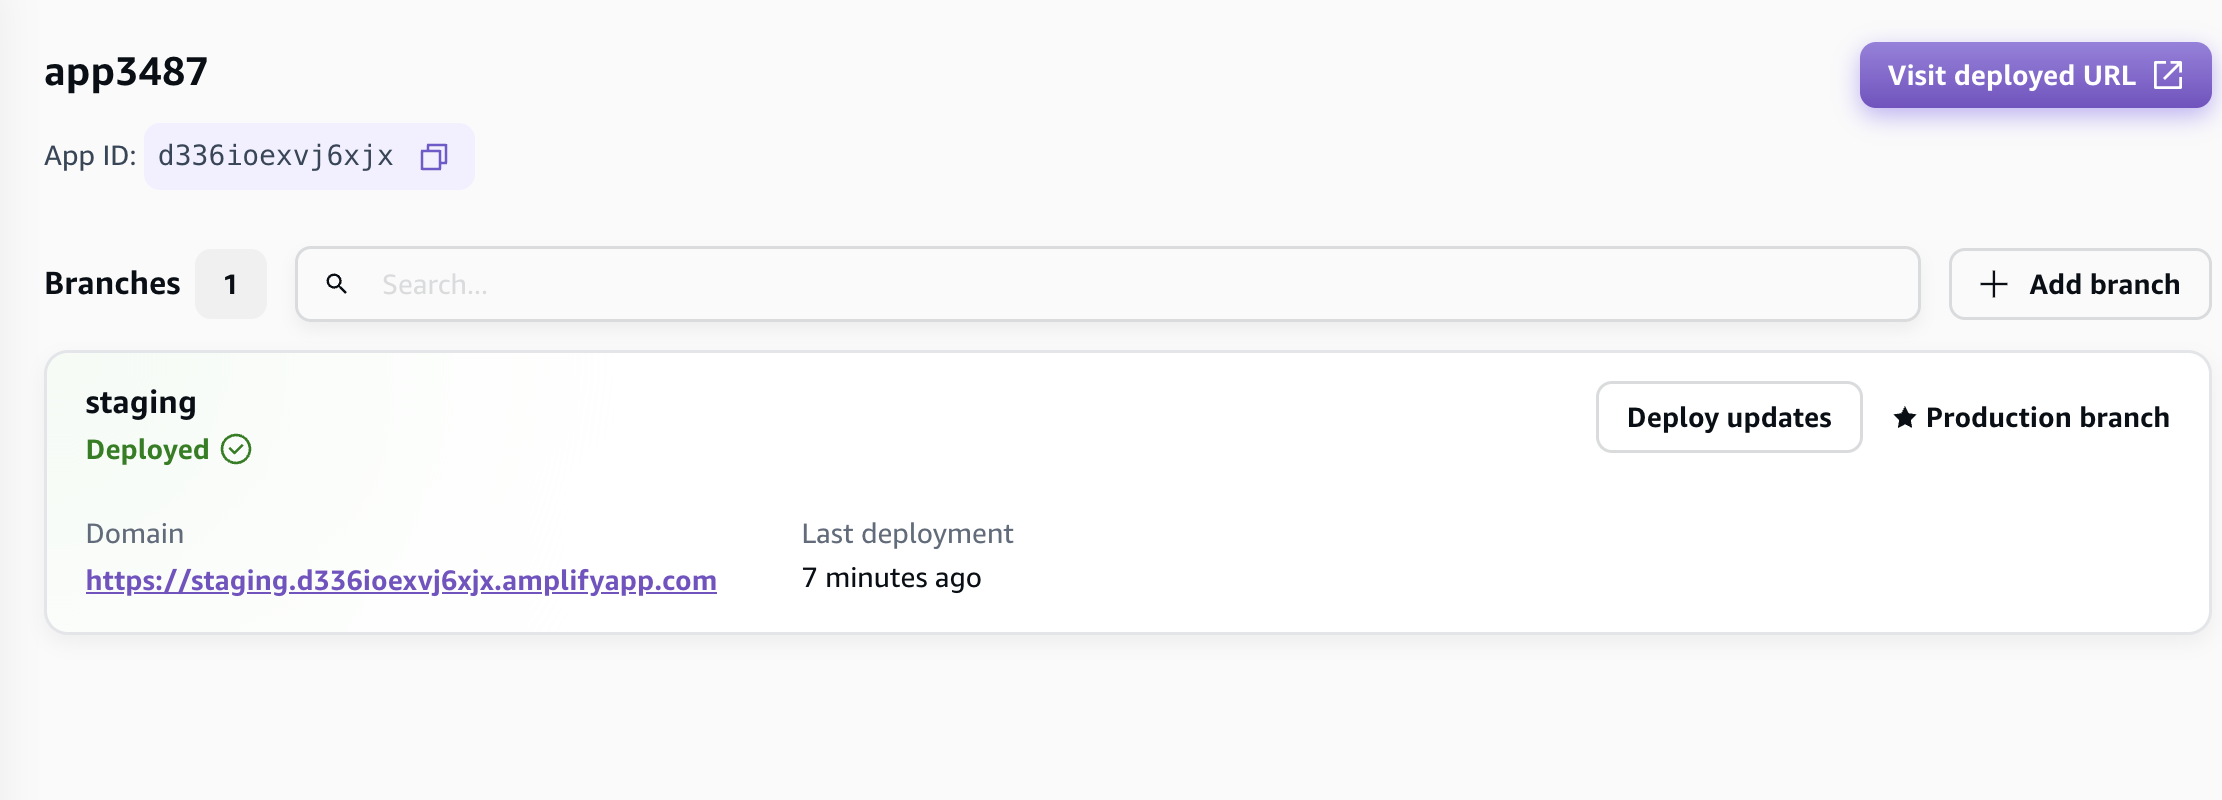 app3487
Visit deployed URL
App ID: d336ioexvj6xjx
Branches 1
Search...
Add branch
staging
Deployed
Deploy updates
Production branch
Domain
https://staging.d336ioexvj6xjx.amplifyapp.com
Last deployment
7 minutes ago